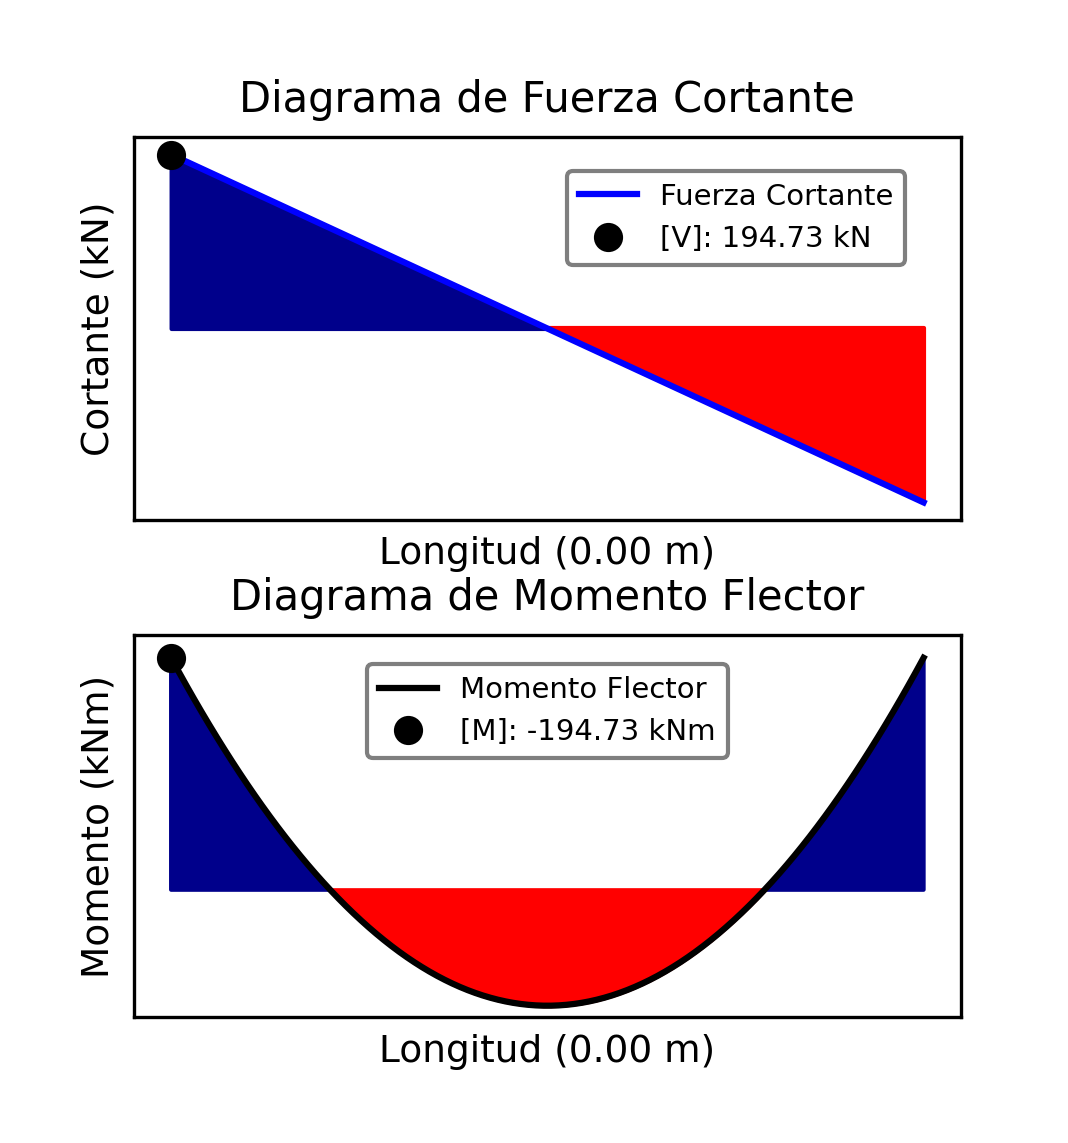 Diagrama de Fuerza Cortante
Cortante (kN)
Fuerza Cortante
[V]: 194.73 kN
Longitud (0.00 m)
Diagrama de Momento Flector
Momento (kNm)
Momento Flector
[M]: -194.73 kNm
Longitud (0.00 m)